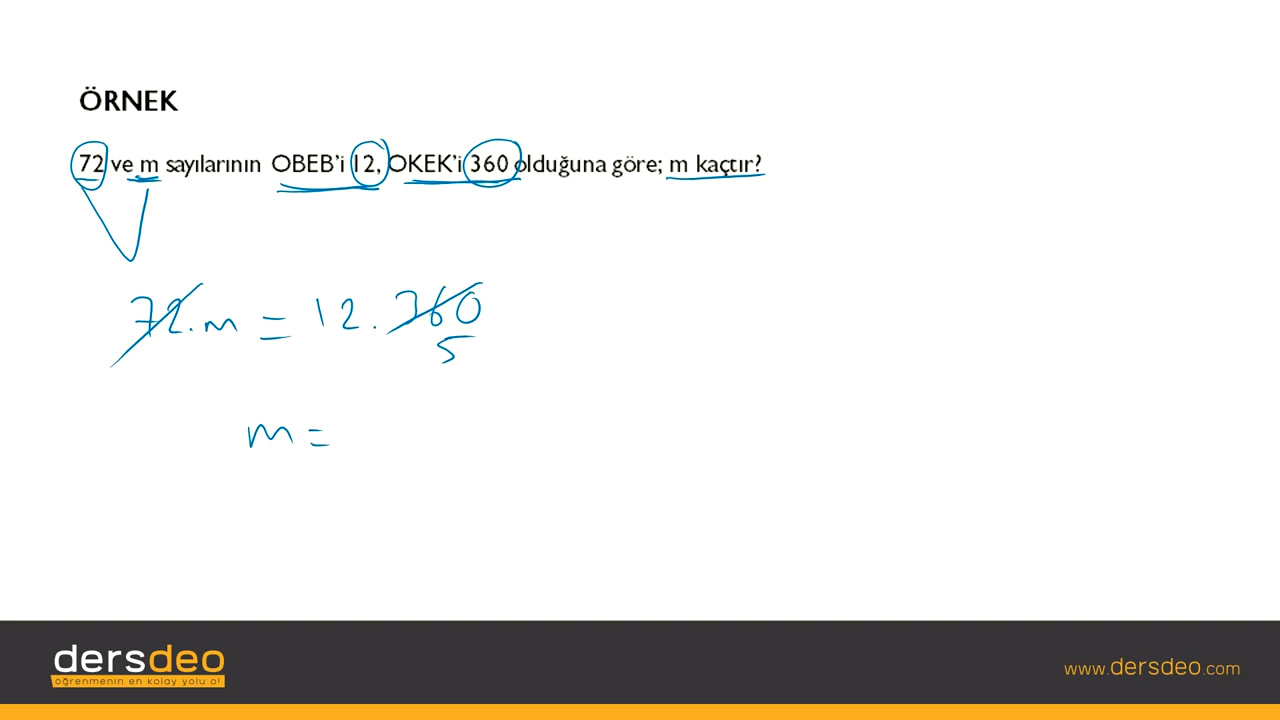 ÖRNEK
72 ve m sayılarının OBEB'i 12, OKEK'i 360 olduğuna göre; m kaçtır?
72.m = 12.360
5
m =
dersdeo
öğrenmenin en kolay yolu o!
www.dersdeo.com